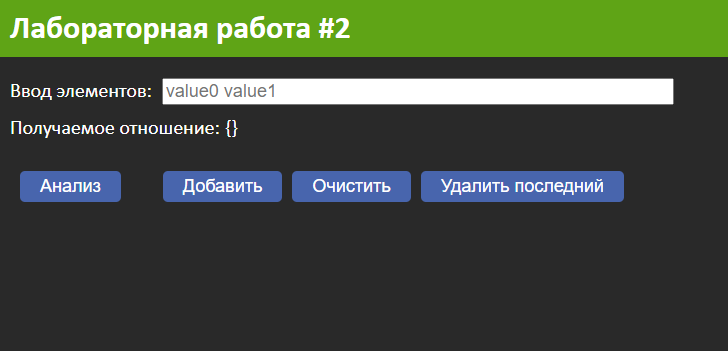 Лабораторная работа #2
Ввод элементов: value0 value1
Получаемое отношение: {}
Анализ Добавить Очистить Удалить последний